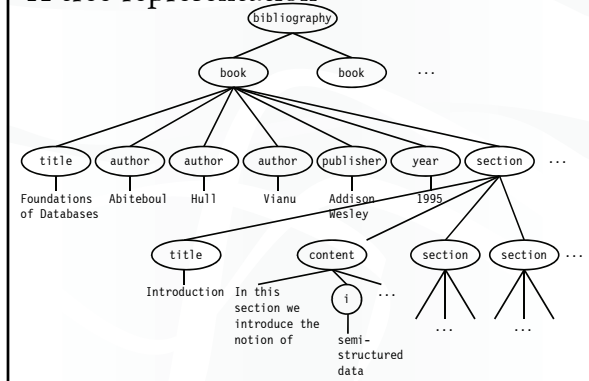 A tree representation
bibliography
book
book
...
title
author
author
author
publisher
year
section
...
Foundations
of Databases
Abiteboul
Hull
Vianu
Addison
Wesley
1995
title
content
section
section
...
Introduction
In this
section we
introduce the
notion of
i
...
semi-
structured
data
...
...